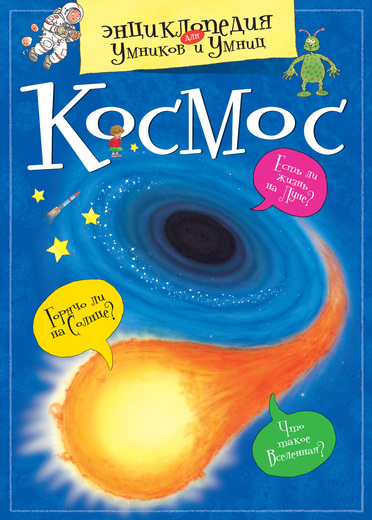 энциклопедия
для
Умников и Умниц
Космос
Есть ли
жизнь
на Луне?
Горячо ли
на Солнце?
Что
такое
Вселенная?